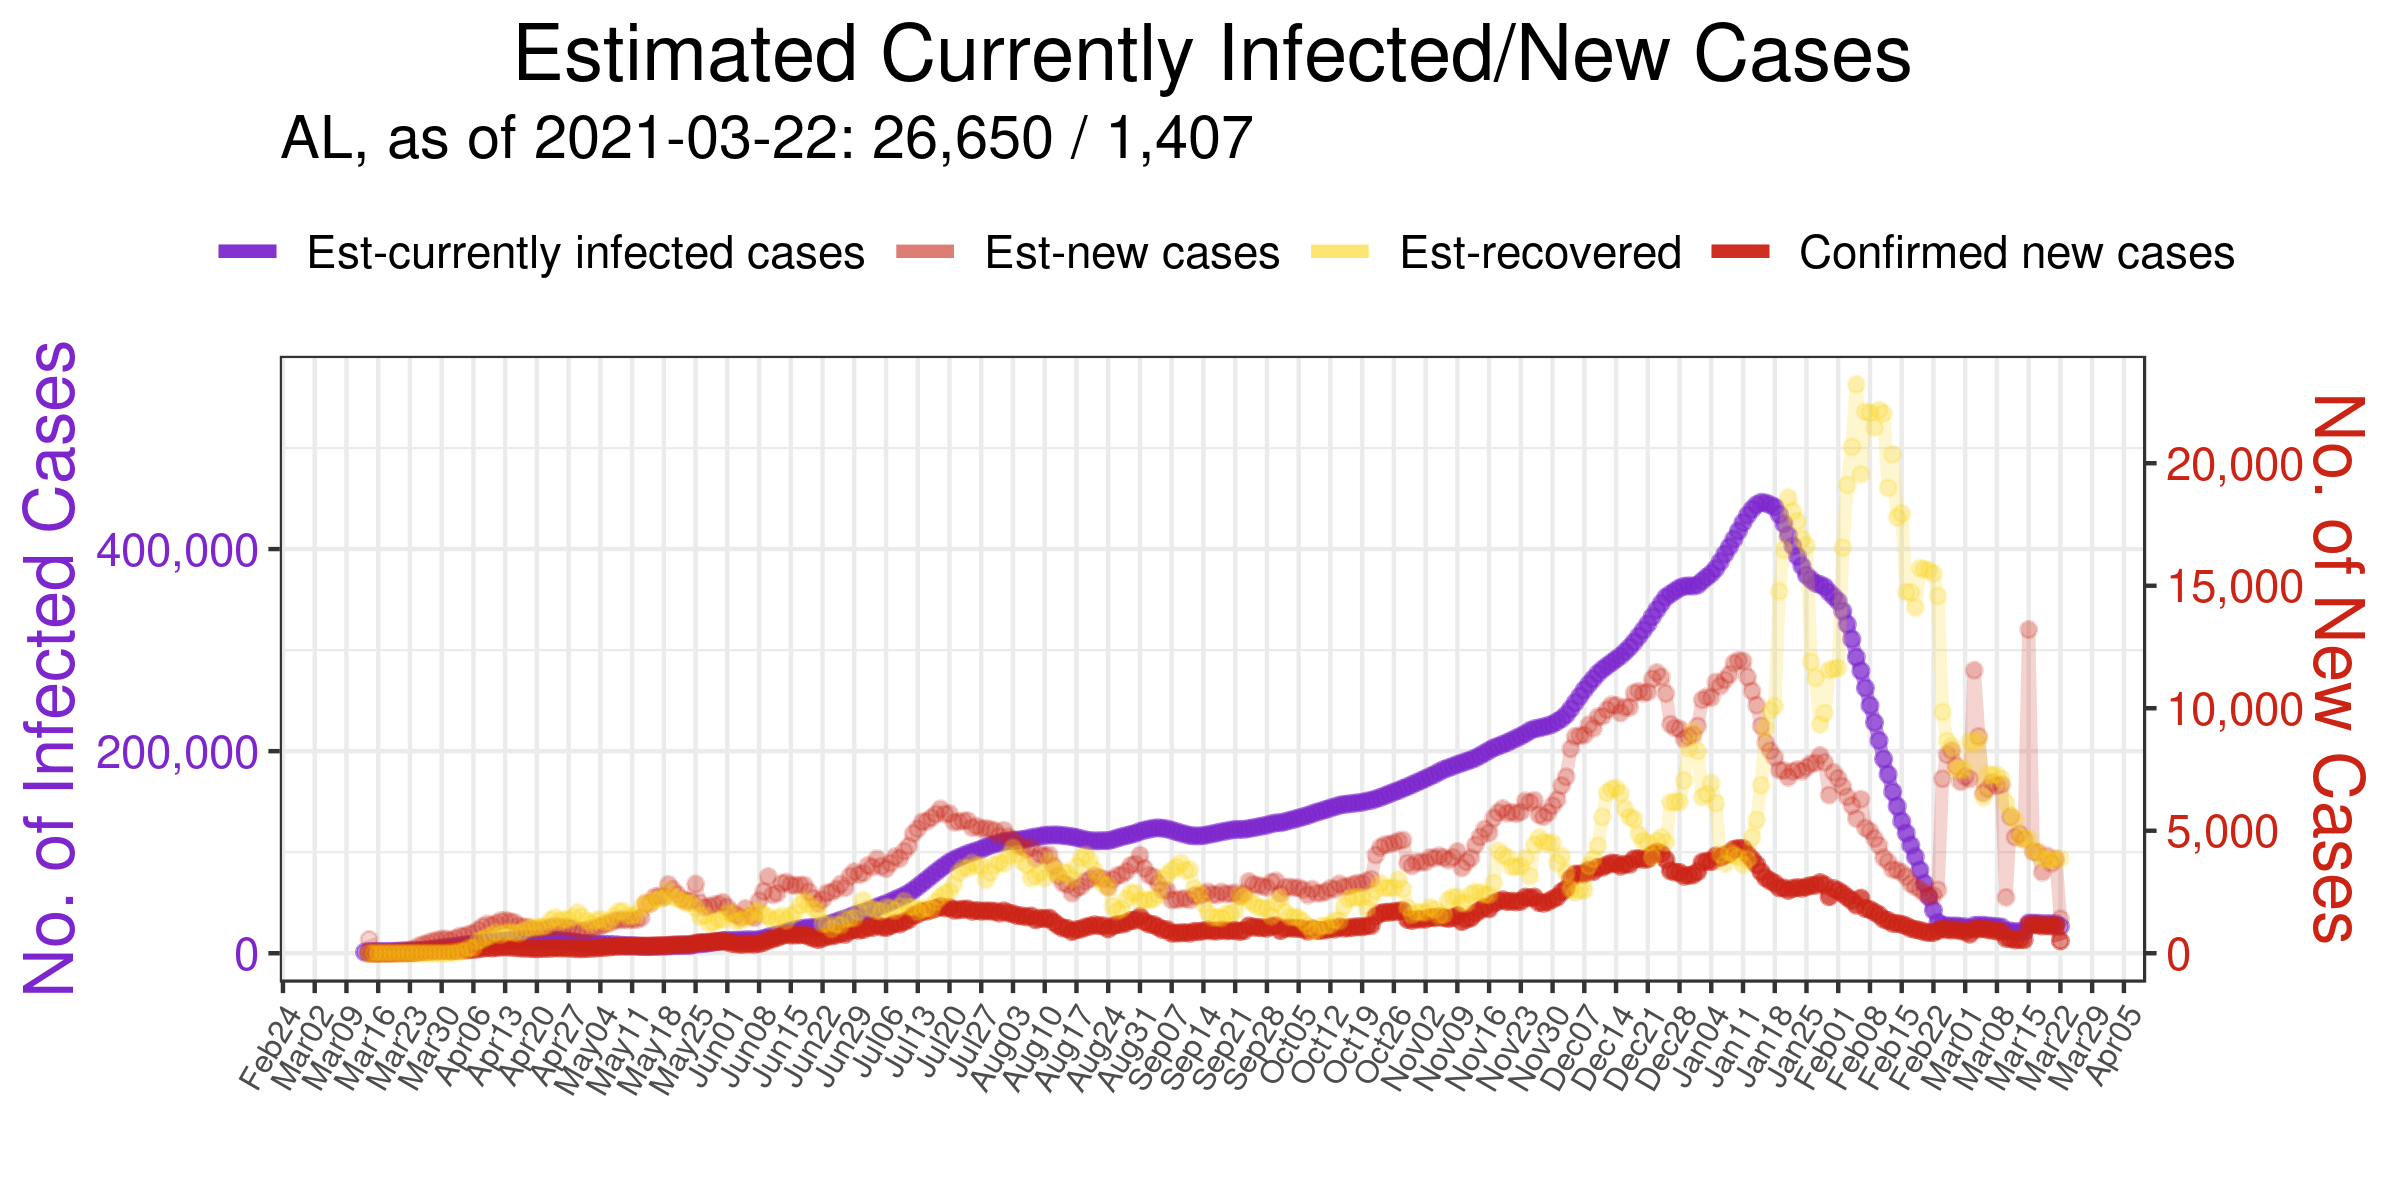 Estimated Currently Infected/New Cases
AL, as of 2021-03-22: 26,650 / 1,407
Est-currently infected cases Est-new cases Est-recovered Confirmed new cases
No. of Infected Cases
400,000
200,000
0
20,000
15,000
10,000
5,000
0
No. of New Cases
Feb24 Mar02 Mar09 Mar16 Mar23 Mar30 Apr06 Apr13 Apr20 Apr27 May04 May11 May18 May25 Jun01 Jun08 Jun15 Jun22 Jun29 Jul06 Jul13 Jul20 Jul27 Aug03 Aug10 Aug17 Aug24 Aug31 Sep07 Sep14 Sep21 Sep28 Oct05 Oct12 Oct19 Oct26 Nov02 Nov09 Nov16 Nov23 Nov30 Dec07 Dec14 Dec21 Dec28 Jan04 Jan11 Jan18 Jan25 Feb01 Feb08 Feb15 Feb22 Mar01 Mar08 Mar15 Mar22 Mar29 Apr05